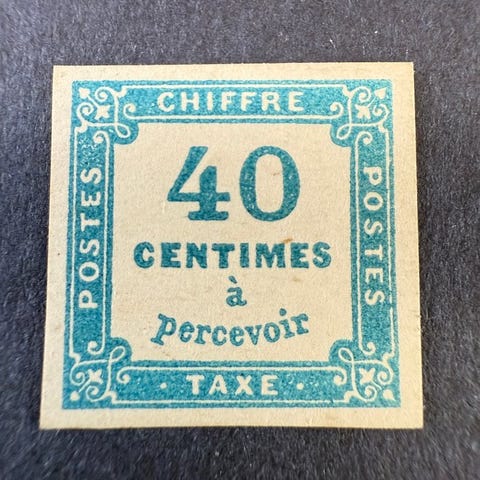 CHIFFRE
POSTES
40
CENTIMES
à
percevoir
POSTES
· TAXE ·